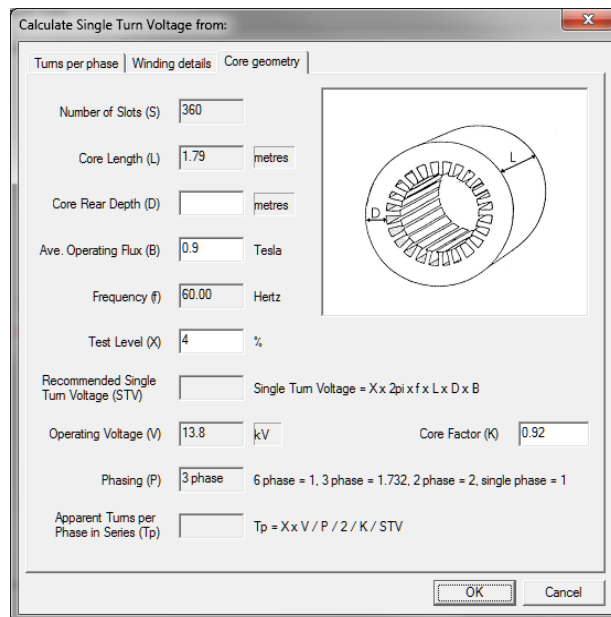 Calculate Single Turn Voltage from:
Turns per phase Winding details Core geometry
Number of Slots (S) 360
Core Length (L) 1.79 metres
Core Rear Depth (D) metres
Ave. Operating Flux (B) 0.9 Tesla
Frequency (f) 60.00 Hertz
Test Level (X) 4 %
L
D
Recommended Single
Turn Voltage (STV) Single Turn Voltage = X x 2pi x f x L x D x B
Operating Voltage (V) 13.8 kV Core Factor (K) 0.92
Phasing (P) 3 phase 6 phase = 1, 3 phase = 1.732, 2 phase = 2, single phase = 1
Apparent Turns per
Phase in Series (Tp) Tp = X x V / P / 2 / K / STV
OK Cancel